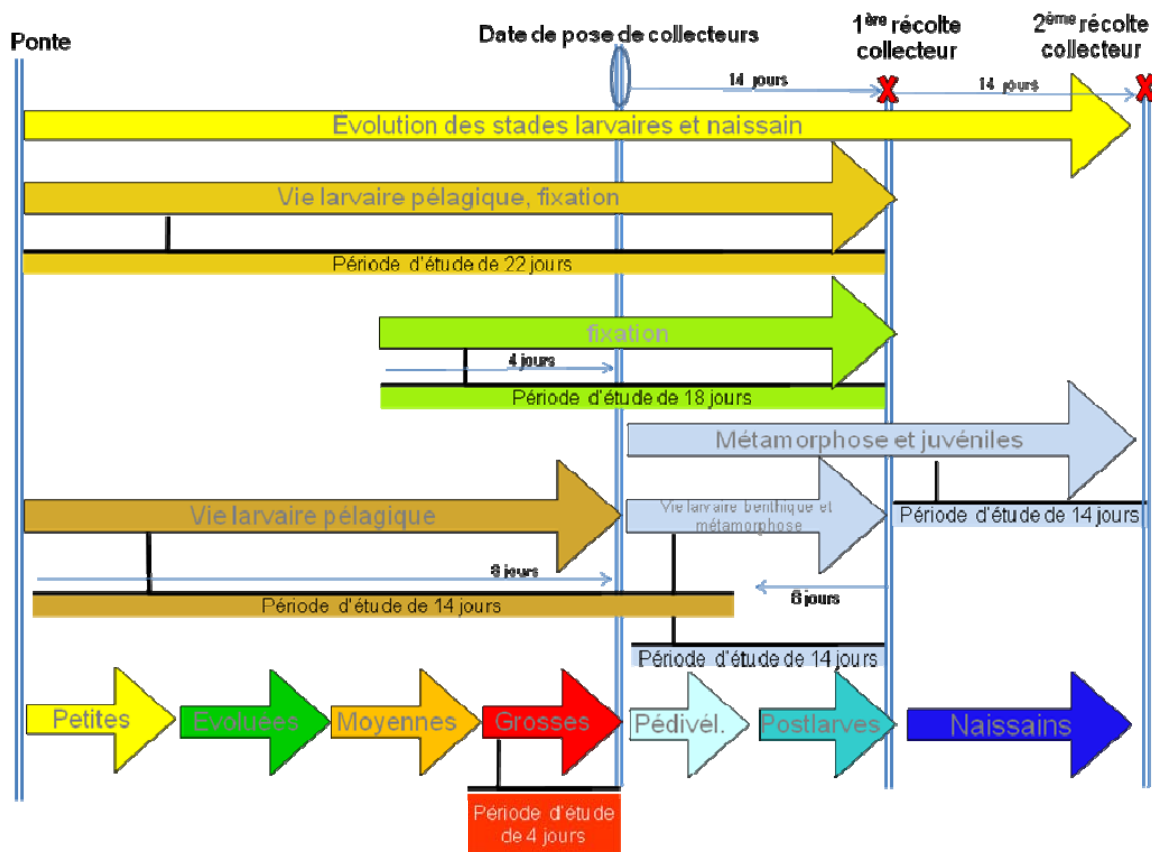 Ponte
Date de pose de collecteurs
1ère récolte
collecteur
2ème récolte
collecteur
14 jours
14 jours
Evolution des stades larvaires et naissain
Vie larvaire pélagique, fixation
Période d'étude de 22 jours
fixation
4 jours
Période d'étude de 18 jours
Métamorphose et juvéniles
Vie larvaire pélagique
Vie larvaire benthique et
métamorphose
Période d'étude de 14 jours
8 jours
6 jours
Période d'étude de 14 jours
Période d'étude de 14 jours
Petites
Evoluées
Moyennes
Grosses
Pédivél.
Postlarves
Naissains
Période d'étude
de 4 jours